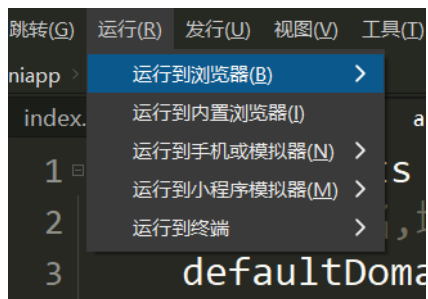 跳转(G) 运行(R) 发行(U) 视图(V) 工具(T)
niapp >
运行到浏览器(B)
index.
运行到内置浏览器(I)
a
运行到手机或模拟器(N)
1
s
运行到小程序模拟器(M)
2
运行到终端
,
3
defaultDoma